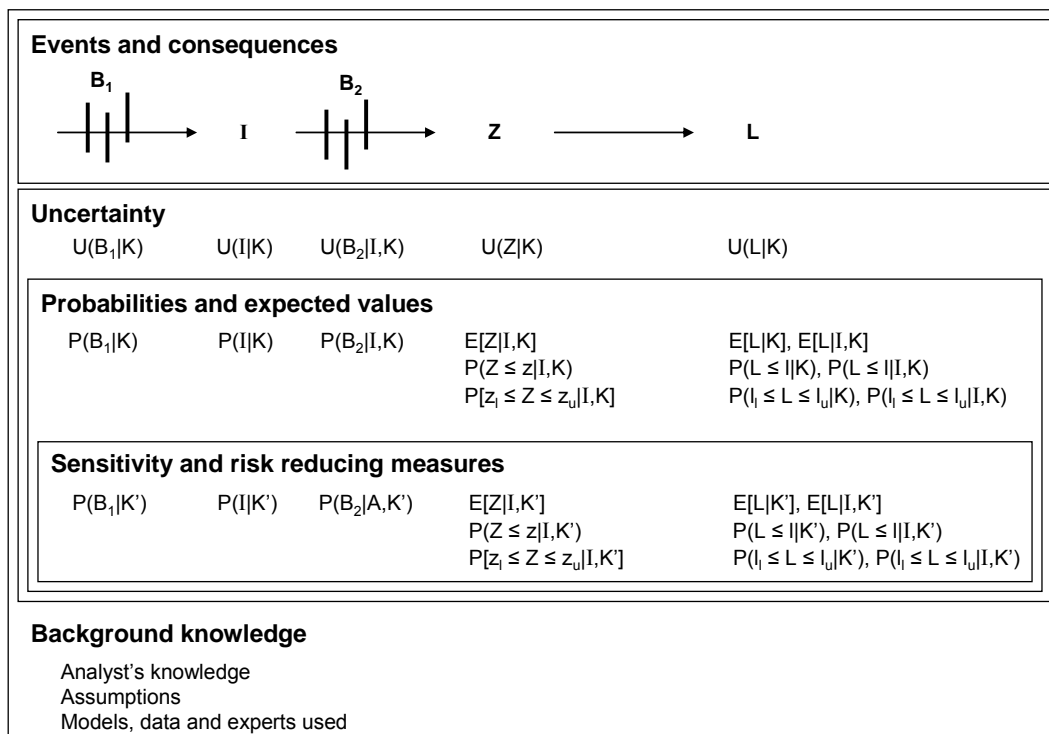 Events and consequences
B₁ B₂
I Z L
Uncertainty
U(B₁|K) U(I|K) U(B₂|I,K) U(Z|K) U(L|K)
Probabilities and expected values
P(B₁|K) P(I|K) P(B₂|I,K) E[Z|I,K] E[L|K], E[L|I,K]
P(Z ≤ z|I,K) P(L ≤ l|K), P(L ≤ l|I,K)
P[zₗ ≤ Z ≤ zᵤ|I,K] P(lₗ ≤ L ≤ lᵤ|K), P(lₗ ≤ L ≤ lᵤ|I,K)
Sensitivity and risk reducing measures
P(B₁|K’) P(I|K’) P(B₂|A,K’) E[Z|I,K’] E[L|K’], E[L|I,K’]
P(Z ≤ z|I,K’) P(L ≤ l|K’), P(L ≤ l|I,K’)
P[zₗ ≤ Z ≤ zᵤ|I,K’] P(lₗ ≤ L ≤ lᵤ|K’), P(lₗ ≤ L ≤ lᵤ|I,K’)
Background knowledge
Analyst’s knowledge
Assumptions
Models, data and experts used